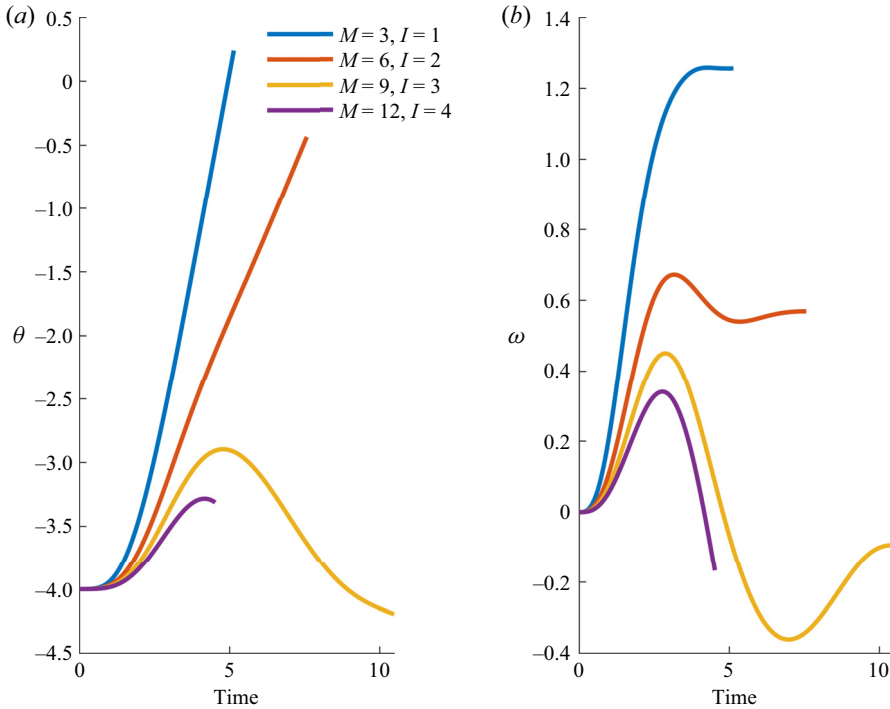 (a)
0.5
0
–0.5
–1.0
–1.5
–2.0
θ
–2.5
–3.0
–3.5
–4.0
–4.5
0
5
10
Time
M = 3, I = 1
M = 6, I = 2
M = 9, I = 3
M = 12, I = 4
(b)
1.4
1.2
1.0
0.8
0.6
ω
0.4
0.2
0
–0.2
–0.4
0
5
10
Time